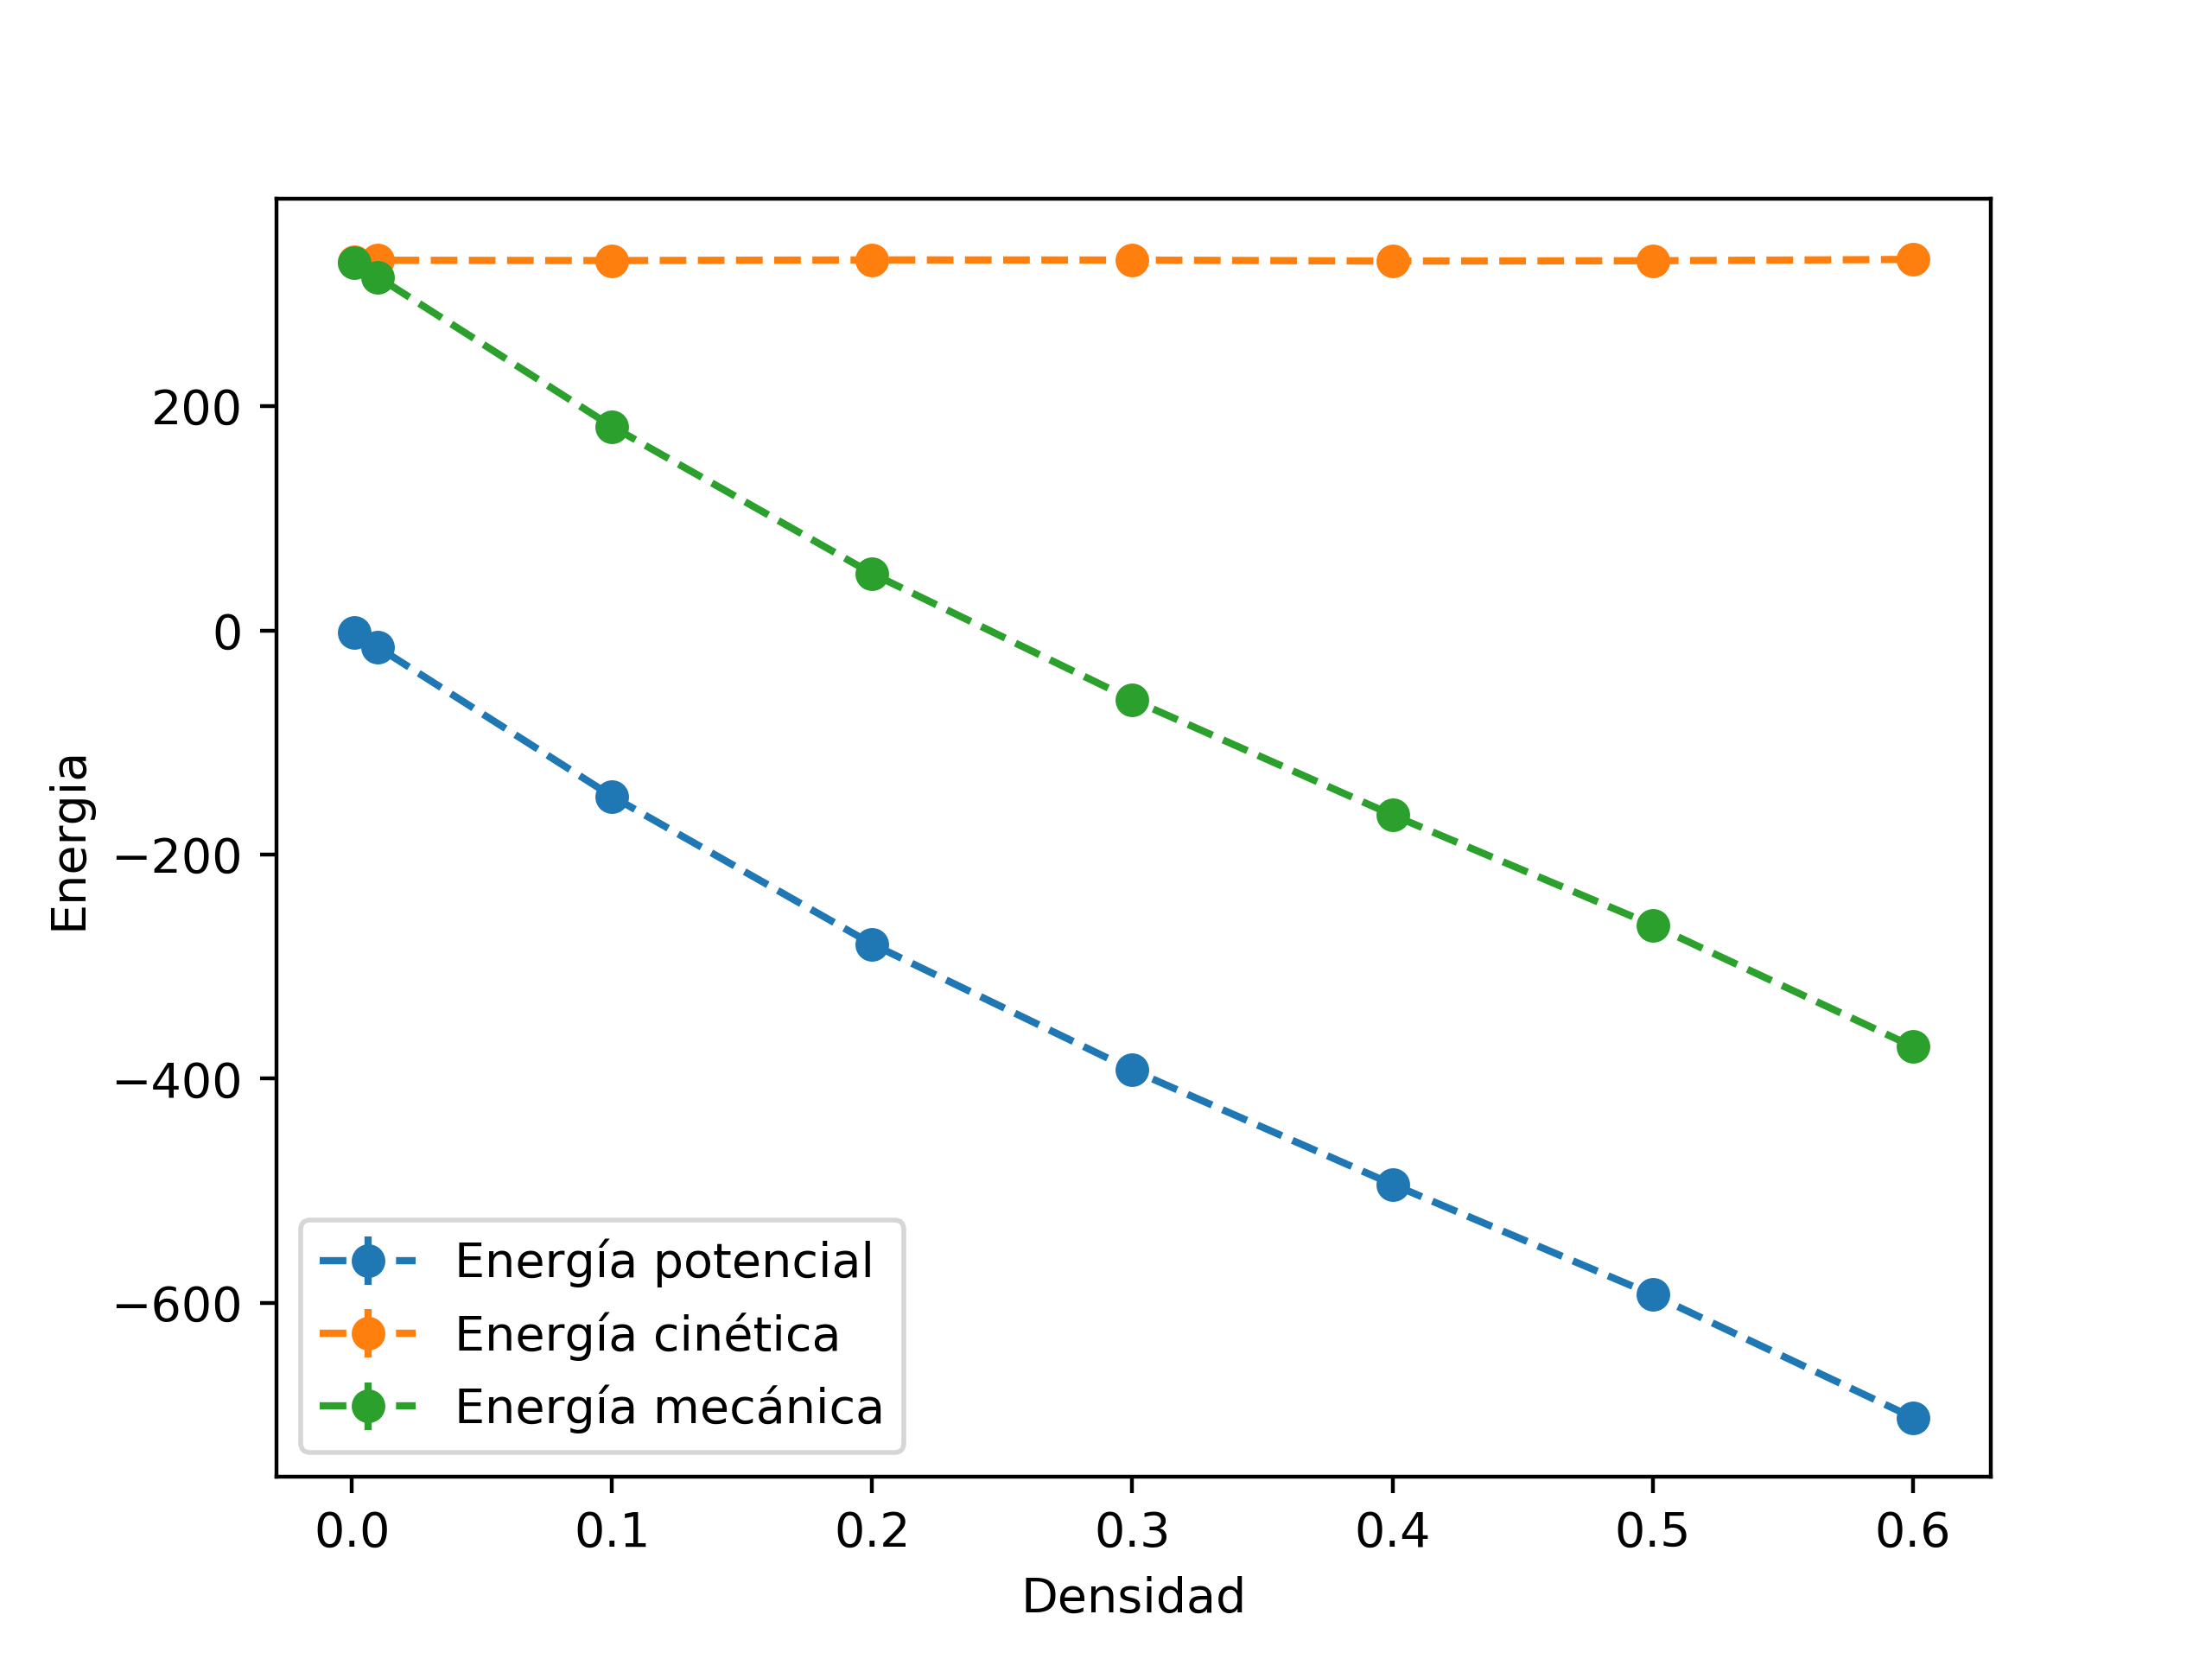 200
0
−200
−400
−600
Energia
Energía potencial
Energía cinética
Energía mecánica
0.0 0.1 0.2 0.3 0.4 0.5 0.6
Densidad